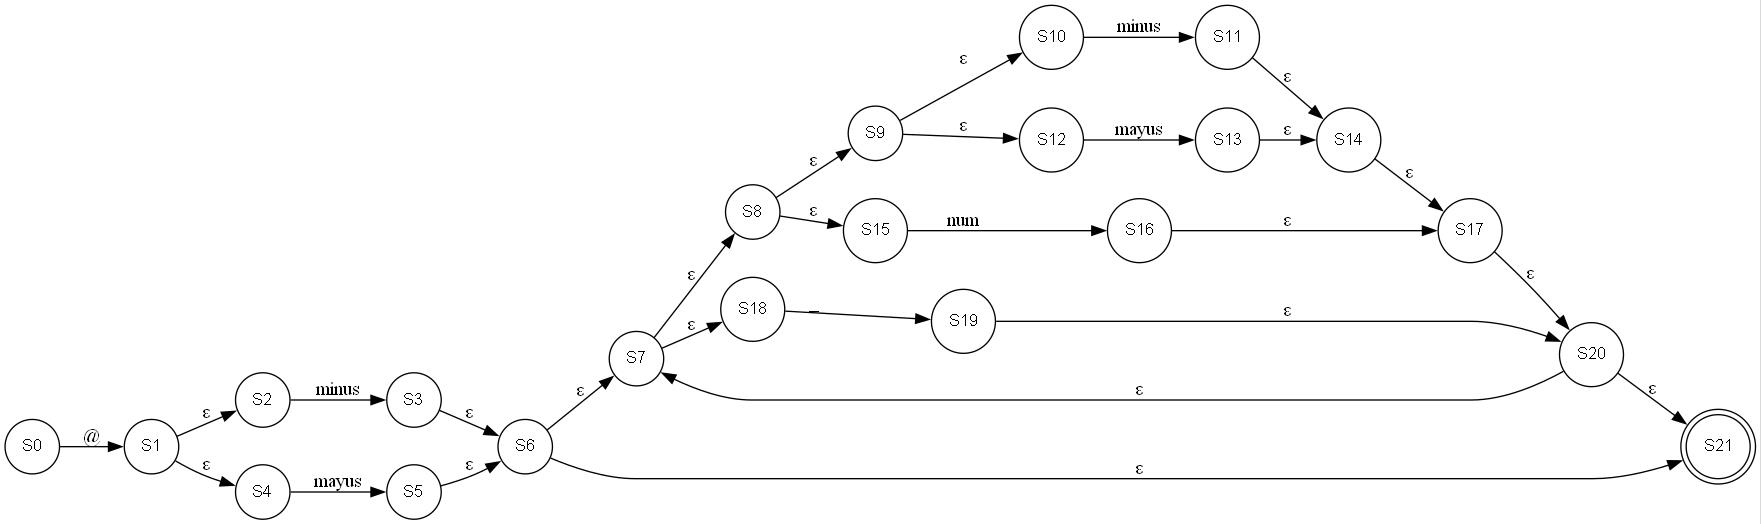 ε
S10
minus
S11
ε
S9
ε
S12
mayus
S13
ε
S14
ε
S8
ε
S15
num
S16
ε
ε
S17
ε
S7
ε
S18
_
S19
ε
ε
S20
ε
S0
@
S1
ε
S2
minus
S3
ε
ε
S4
mayus
S5
ε
S6
ε
ε
ε
S21